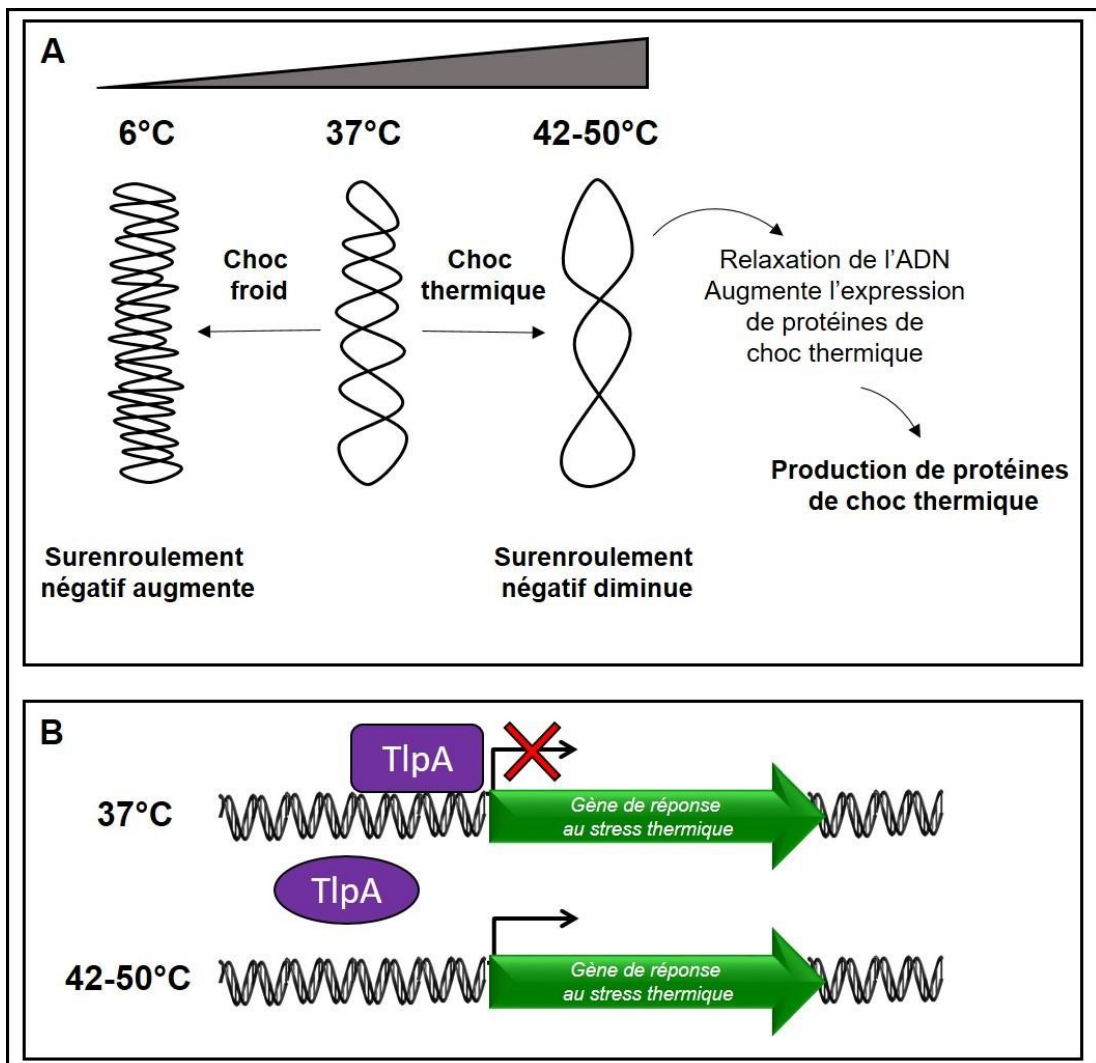 A
6°C
37°C
42-50°C
Choc
froid
Choc
thermique
Relaxation de l'ADN
Augmente l'expression
de protéines de
choc thermique
Production de protéines
de choc thermique
Surenroulement
négatif augmente
Surenroulement
négatif diminue
B
TlpA
37°C
Gène de réponse
au stress thermique
TlpA
42-50°C
Gène de réponse
au stress thermique